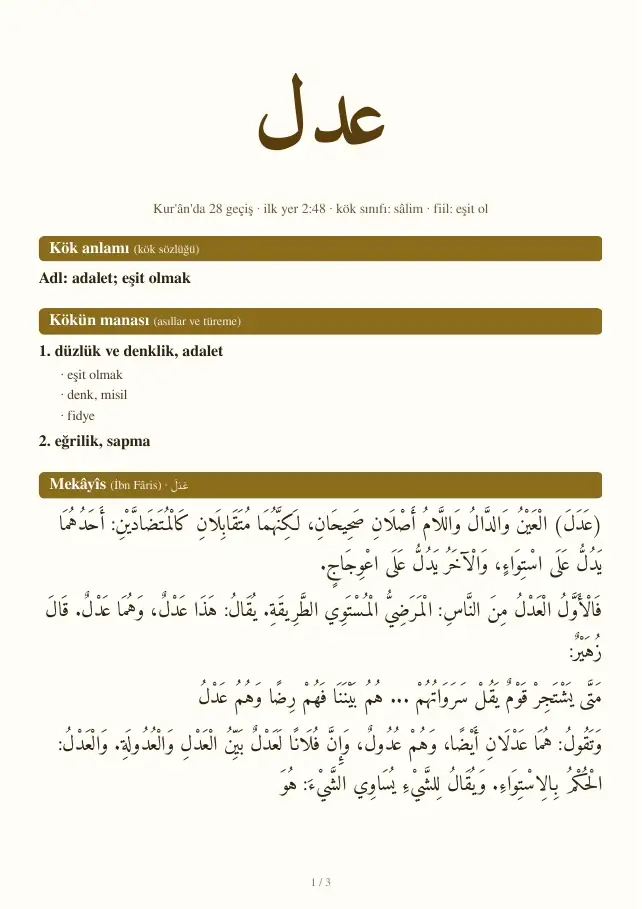 عدل
Kur'ân'da 28 geçiş · ilk yer 2:48 · kök sınıfı: sâlim · fiil: eşit ol
Kök anlamı (kök sözlüğü)
Adl: adalet; eşit olmak
Kökün manası (asıllar ve türeme)
1. düzlük ve denklik, adalet
· eşit olmak
· denk, misil
· fidye
2. eğrilik, sapma
Mekâyîs (İbn Fâris) · عَدَلَ
(عَدَلَ) الْعَيْنُ وَالدَّالُ وَاللَّامُ أَصْلَانِ صَحِيحَانِ، لَكِنَّهُمَا مُتَقَابِلَانِ كَالْمُتَضَادَّيْنِ: أَحَدُهُمَا
يَدُلُّ عَلَى اسْتِوَاءٍ، وَالْآخَرُ يَدُلُّ عَلَى اعْوِجَاجٍ.
فَالْأَوَّلُ الْعَدْلُ مِنَ النَّاسِ: الْمَرَضِيُّ الْمُسْتَوِي الطَّرِيقَةِ. يُقَالُ: هَذَا عَدْلٌ، وَهُمَا عَدْلٌ. قَالَ
زُهَيْرٌ:
مَتَّى يَشْتَجِرْ قَوْمٌ يَقُلْ سَرَوَاتُهُمْ ... هُمُ بَيْنَنَا فَهُمْ رِضًا وَهُمُ عَدْلُ
وَتَقُولُ: هُمَا عَدْلَانِ أَيْضًا، وَهُمْ عُدُولٌ، وَإِنَّ فُلَانًا لَعَدْلٌ بَيِّنُ الْعَدْلِ وَالْعُدُولَةِ. وَالْعَدْلُ:
الْحُكْمُ بِالِاسْتِوَاءِ. وَيُقَالُ لِلشَّيْءِ يُسَاوِي الشَّيْءَ: هُوَ
1 / 3